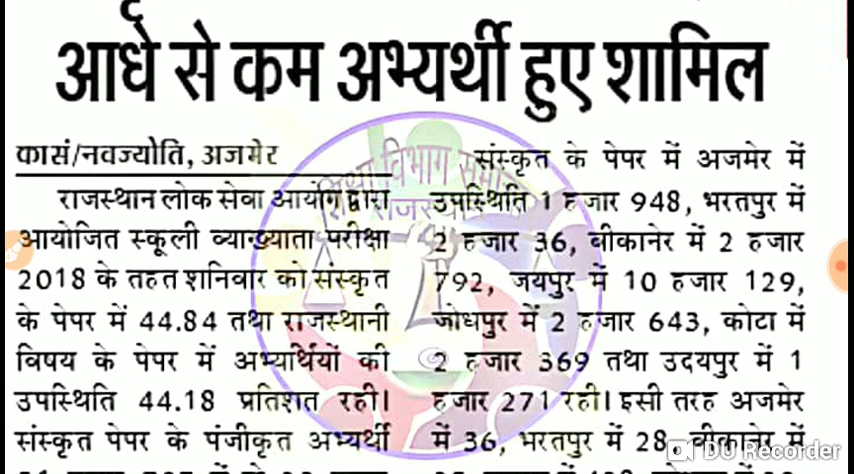 आधे से कम अभ्यर्थी हुए शामिल
कासं/नवज्योति, अजमेर
राजस्थान लोक सेवा आयोग द्वारा
आयोजित स्कूली व्याख्याता परीक्षा
2018 के तहत शनिवार को संस्कृत
के पेपर में 44.84 तथा राजस्थानी
विषय के पेपर में अभ्यर्थियों की
उपस्थिति 44.18 प्रतिशत रही।
संस्कृत पेपर के पंजीकृत अभ्यर्थी
संस्कृत के पेपर में अजमेर में
उपस्थिति 1 हजार 948, भरतपुर में
2 हजार 36, बीकानेर में 2 हजार
792, जयपुर में 10 हजार 129,
जोधपुर में 2 हजार 643, कोटा में
2 हजार 369 तथा उदयपुर में 1
हजार 271 रही। इसी तरह अजमेर
में 36, भरतपुर में 28, बीकानेर में
शिक्षा विभाग समाचार
राजस्थान
DU Recorder